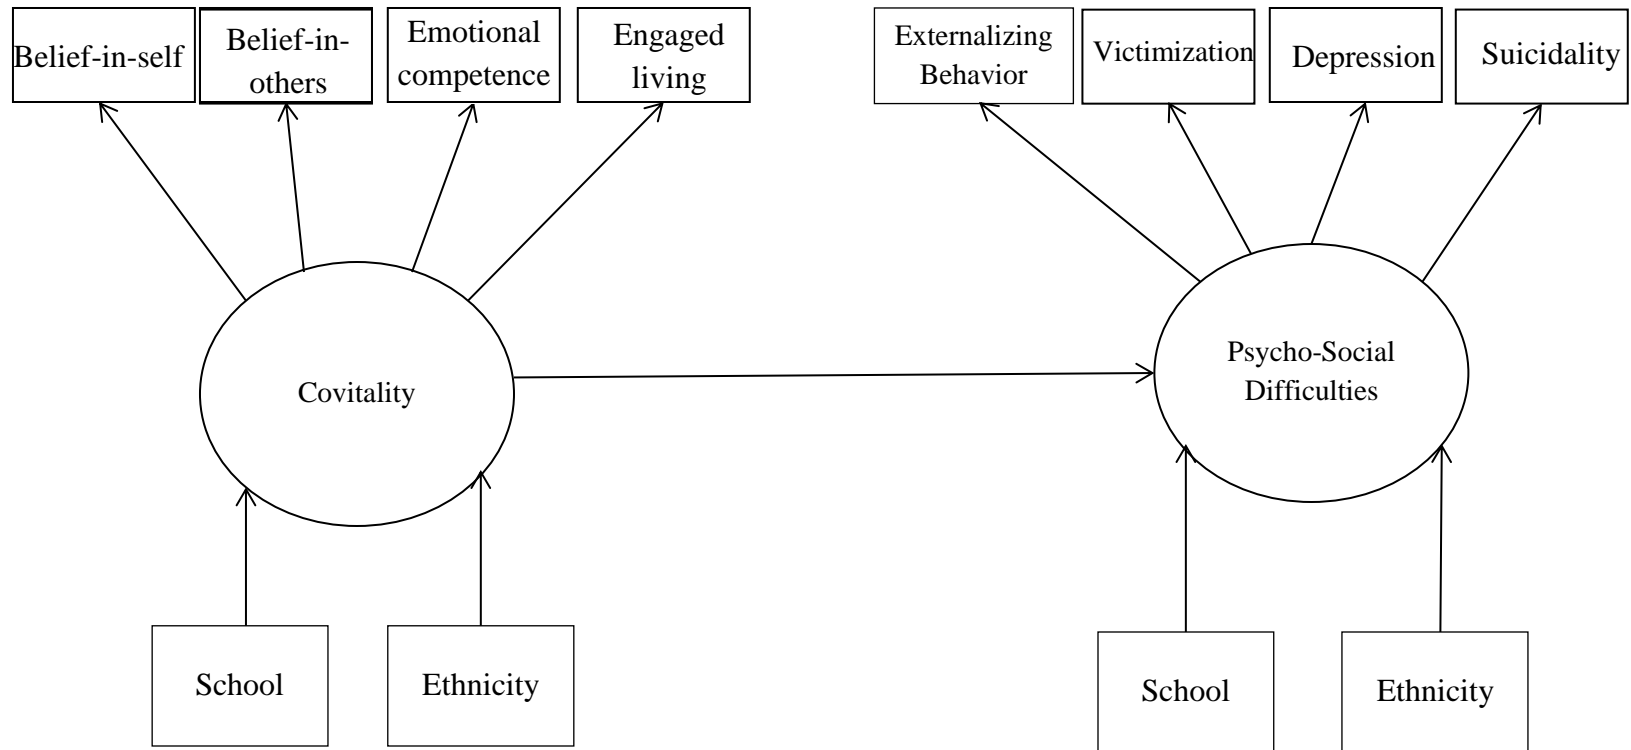 Belief-in-self
Belief-in-
others
Emotional
competence
Engaged
living
Externalizing
Behavior
Victimization
Depression
Suicidality
Covitality
Psycho-Social
Difficulties
School
Ethnicity
School
Ethnicity